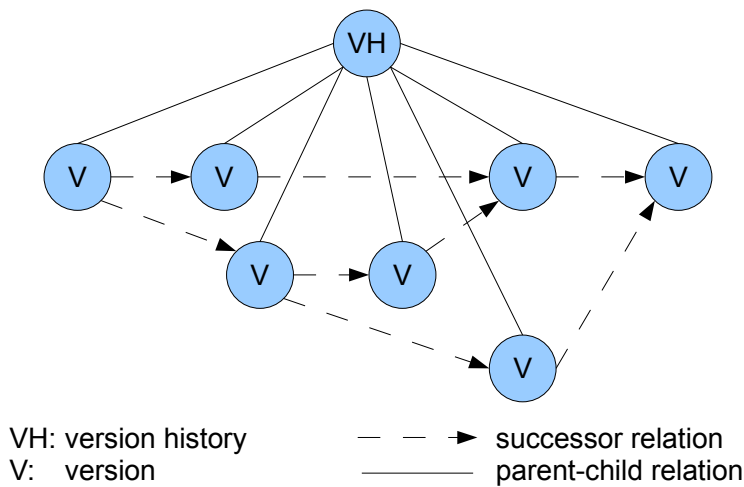 VH
V
V
V
V
V
V
V
VH: version history
successor relation
V: version
parent-child relation